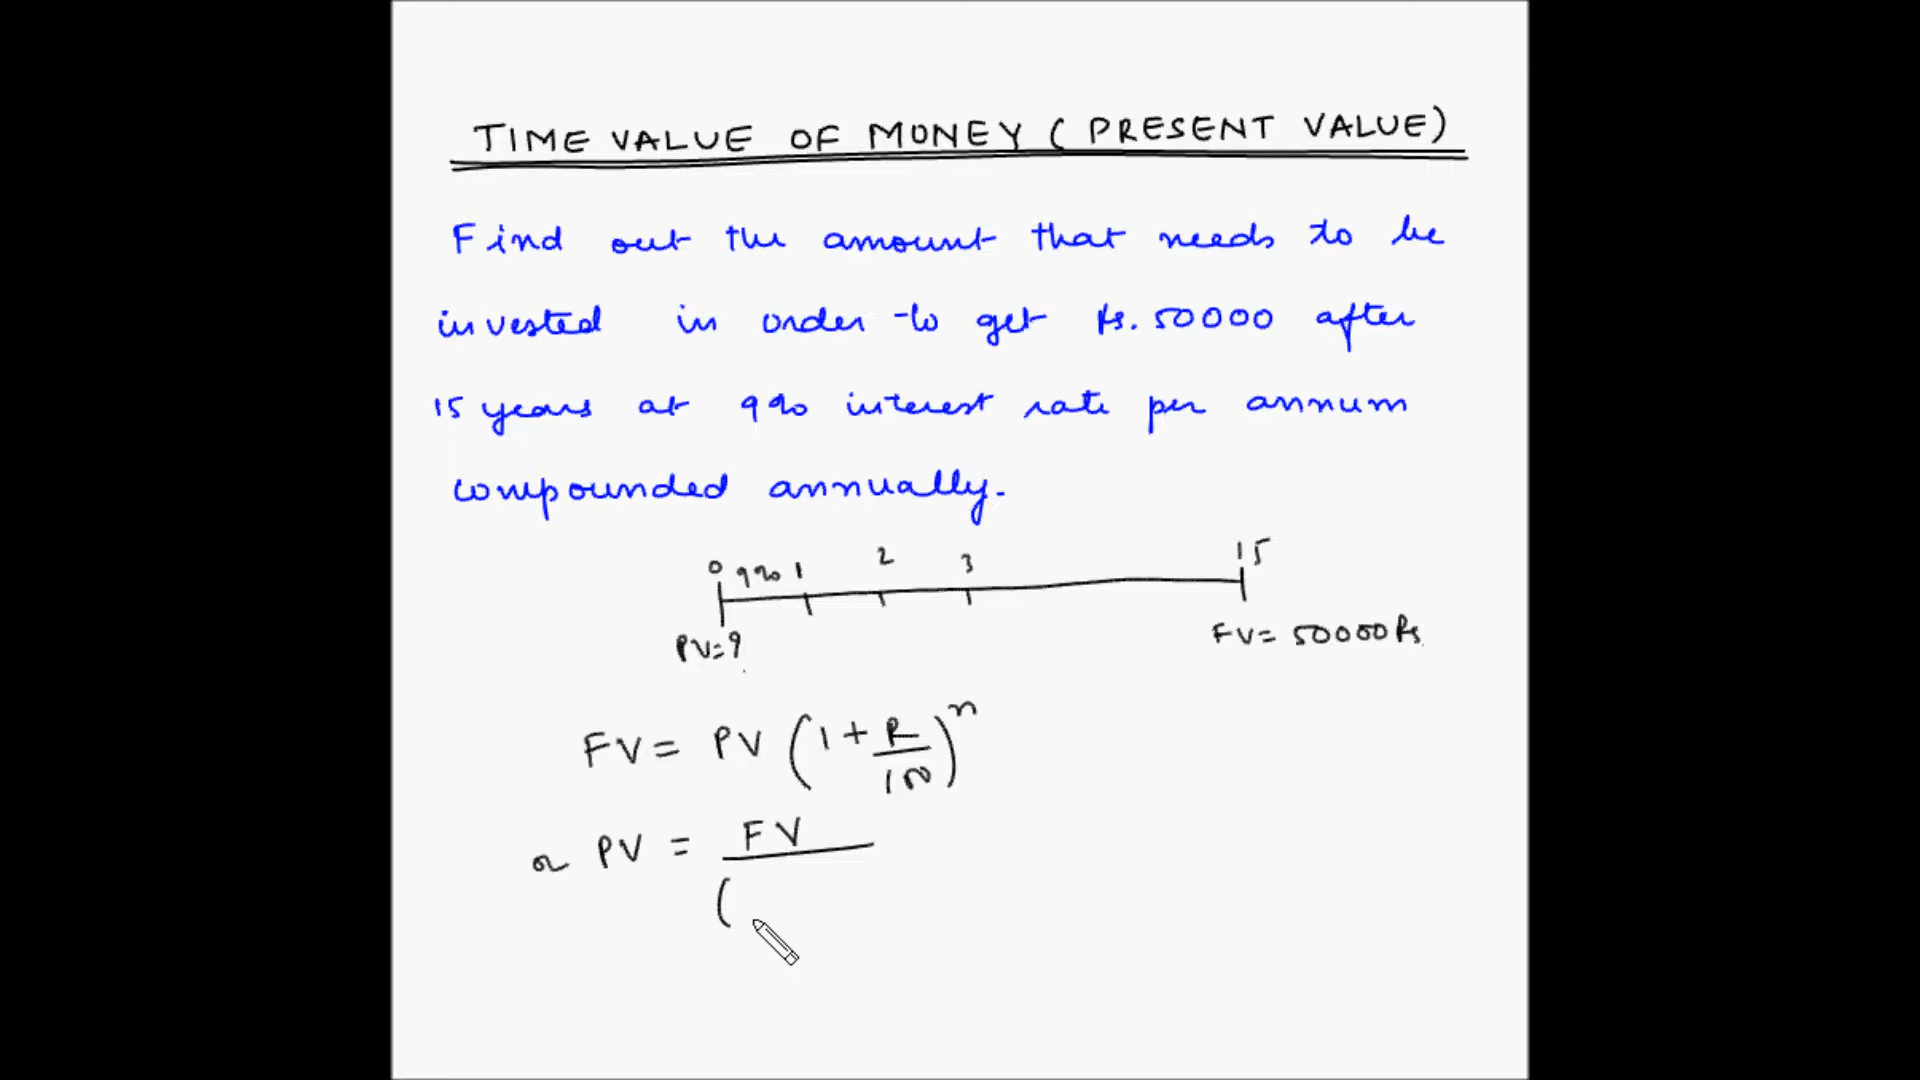 TIME VALUE OF MONEY ( PRESENT VALUE)
Find out the amount that needs to be
invested in order to get Rs. 50000 after
15 years at 9% interest rate per annum
compounded annually.
0 9% 1 2 3 15
PV=? FV= 50000 Rs
FV = PV (1+R/100)^n
or PV = FV/(